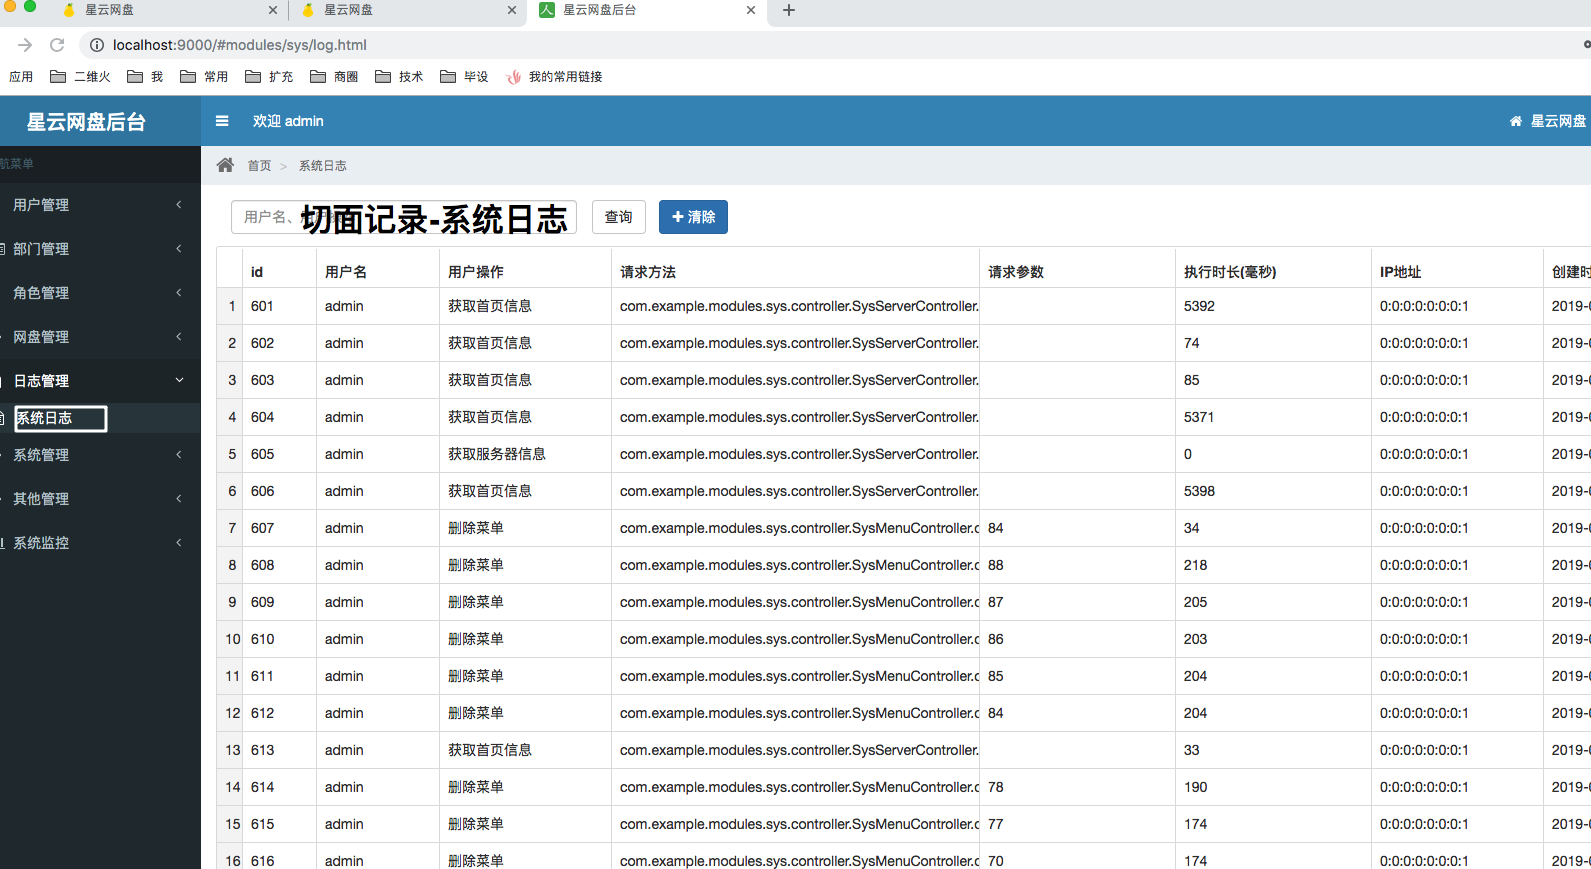 星云网盘 星云网盘 星云网盘后台
localhost:9000/#modules/sys/log.html
应用 二维火 我 常用 扩充 商圈 技术 毕设 我的常用链接
星云网盘后台 欢迎 admin 星云网盘
航菜单 首页 > 系统日志
用户管理
部门管理
角色管理
网盘管理
日志管理
系统日志
系统管理
其他管理
系统监控
用户名、 切面记录-系统日志 查询 清除
id 用户名 用户操作 请求方法 请求参数 执行时长(毫秒) IP地址 创建时
1 601 admin 获取首页信息 com.example.modules.sys.controller.SysServerController. 5392 0:0:0:0:0:0:0:1 2019-0
2 602 admin 获取首页信息 com.example.modules.sys.controller.SysServerController. 74 0:0:0:0:0:0:0:1 2019-0
3 603 admin 获取首页信息 com.example.modules.sys.controller.SysServerController. 85 0:0:0:0:0:0:0:1 2019-0
4 604 admin 获取首页信息 com.example.modules.sys.controller.SysServerController. 5371 0:0:0:0:0:0:0:1 2019-0
5 605 admin 获取服务器信息 com.example.modules.sys.controller.SysServerController. 0 0:0:0:0:0:0:0:1 2019-0
6 606 admin 获取首页信息 com.example.modules.sys.controller.SysServerController. 5398 0:0:0:0:0:0:0:1 2019-0
7 607 admin 删除菜单 com.example.modules.sys.controller.SysMenuController.c 84 34 0:0:0:0:0:0:0:1 2019-0
8 608 admin 删除菜单 com.example.modules.sys.controller.SysMenuController.c 88 218 0:0:0:0:0:0:0:1 2019-0
9 609 admin 删除菜单 com.example.modules.sys.controller.SysMenuController.c 87 205 0:0:0:0:0:0:0:1 2019-0
10 610 admin 删除菜单 com.example.modules.sys.controller.SysMenuController.c 86 203 0:0:0:0:0:0:0:1 2019-0
11 611 admin 删除菜单 com.example.modules.sys.controller.SysMenuController.c 85 204 0:0:0:0:0:0:0:1 2019-0
12 612 admin 删除菜单 com.example.modules.sys.controller.SysMenuController.c 84 204 0:0:0:0:0:0:0:1 2019-0
13 613 admin 获取首页信息 com.example.modules.sys.controller.SysServerController. 33 0:0:0:0:0:0:0:1 2019-0
14 614 admin 删除菜单 com.example.modules.sys.controller.SysMenuController.c 78 190 0:0:0:0:0:0:0:1 2019-0
15 615 admin 删除菜单 com.example.modules.sys.controller.SysMenuController.c 77 174 0:0:0:0:0:0:0:1 2019-0
16 616 admin 删除菜单 com.example.modules.sys.controller.SysMenuController.c 70 174 0:0:0:0:0:0:0:1 2019-0